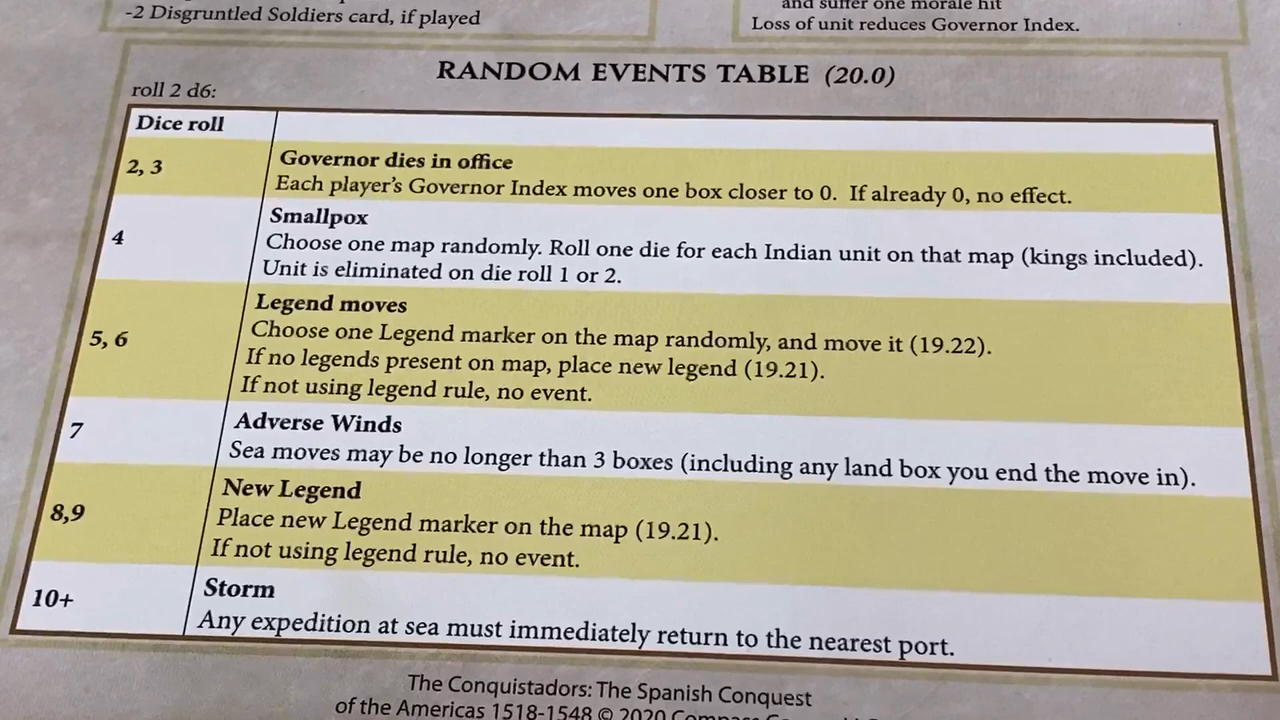 -2 Disgruntled Soldiers card, if played
and suffer one morale hit
Loss of unit reduces Governor Index.
RANDOM EVENTS TABLE (20.0)
roll 2 d6:
Dice roll
2, 3
Governor dies in office
Each player's Governor Index moves one box closer to 0. If already 0, no effect.
4
Smallpox
Choose one map randomly. Roll one die for each Indian unit on that map (kings included).
Unit is eliminated on die roll 1 or 2.
5, 6
Legend moves
Choose one Legend marker on the map randomly, and move it (19.22).
If no legends present on map, place new legend (19.21).
If not using legend rule, no event.
7
Adverse Winds
Sea moves may be no longer than 3 boxes (including any land box you end the move in).
8,9
New Legend
Place new Legend marker on the map (19.21).
If not using legend rule, no event.
10+
Storm
Any expedition at sea must immediately return to the nearest port.
The Conquistadors: The Spanish Conquest
of the Americas 1518-1548 © 2020